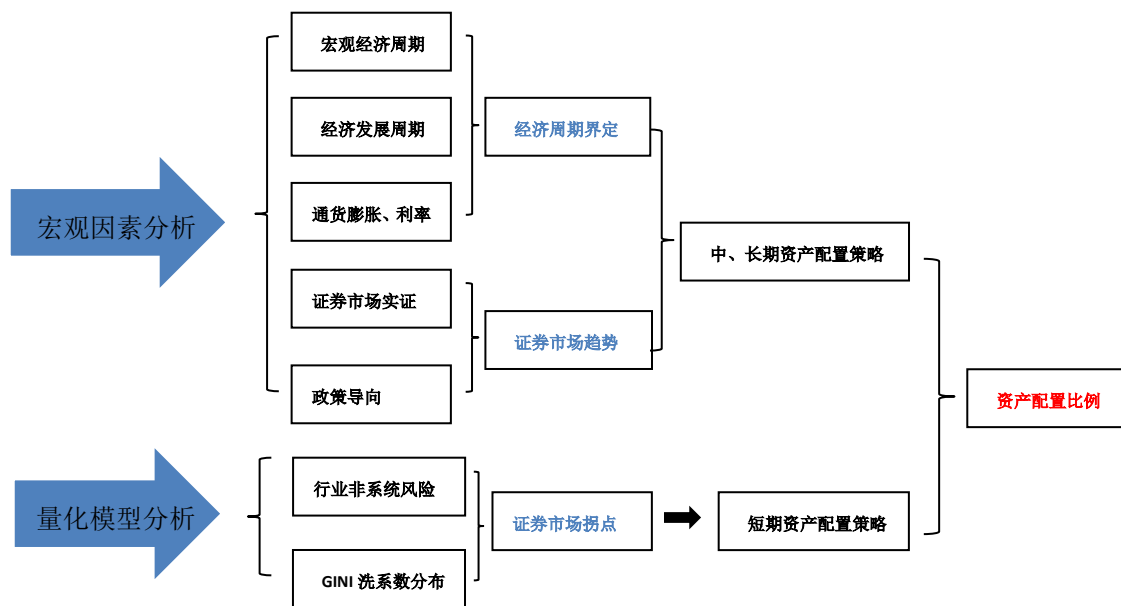 宏观因素分析
宏观经济周期
经济发展周期
通货膨胀、利率
证券市场实证
政策导向
经济周期界定
证券市场趋势
中、长期资产配置策略
量化模型分析
行业非系统风险
GINI 洗系数分布
证券市场拐点
短期资产配置策略
资产配置比例